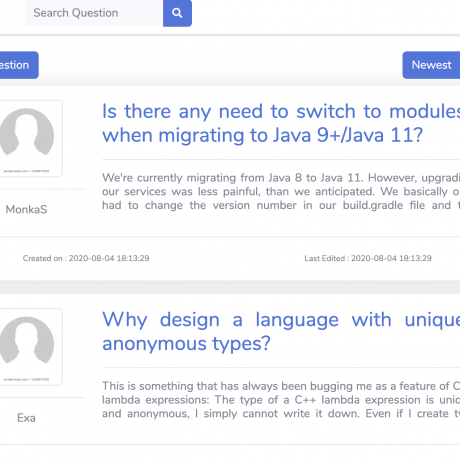 Search Question
estion
Newest
Is there any need to switch to modules
when migrating to Java 9+/Java 11?
We're currently migrating from Java 8 to Java 11. However, upgradi
our services was less painful, than we anticipated. We basically o
had to change the version number in our build.gradle file and t
MonkaS
Created on : 2020-08-04 18:13:29
Last Edited : 2020-08-04 18:13:29
Why design a language with unique
anonymous types?
This is something that has always been bugging me as a feature of C
lambda expressions: The type of a C++ lambda expression is uniq
and anonymous, I simply cannot write it down. Even if I create tw
Exa